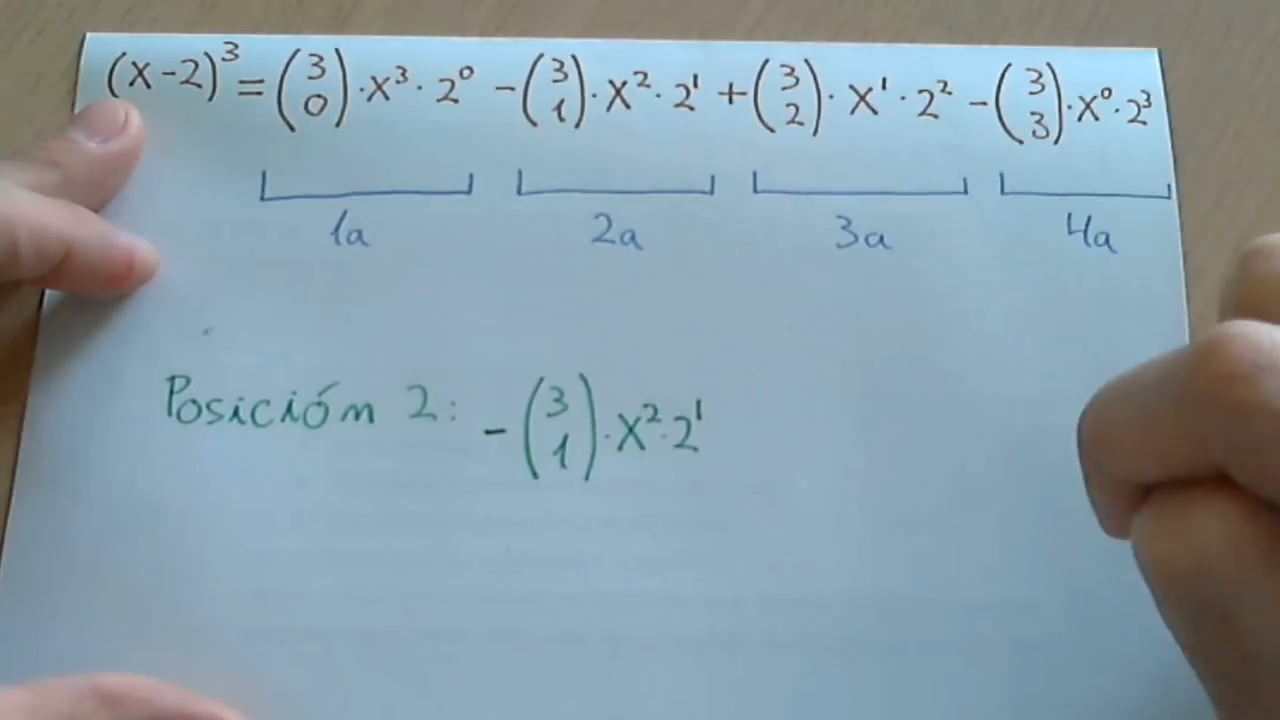 (x-2)³ = (3 0)·x³·2⁰ - (3 1)·x²·2¹ + (3 2)·x¹·2² - (3 3)·x⁰·2³
1a 2a 3a 4a
Posición 2: - (3 1)·x²·2¹